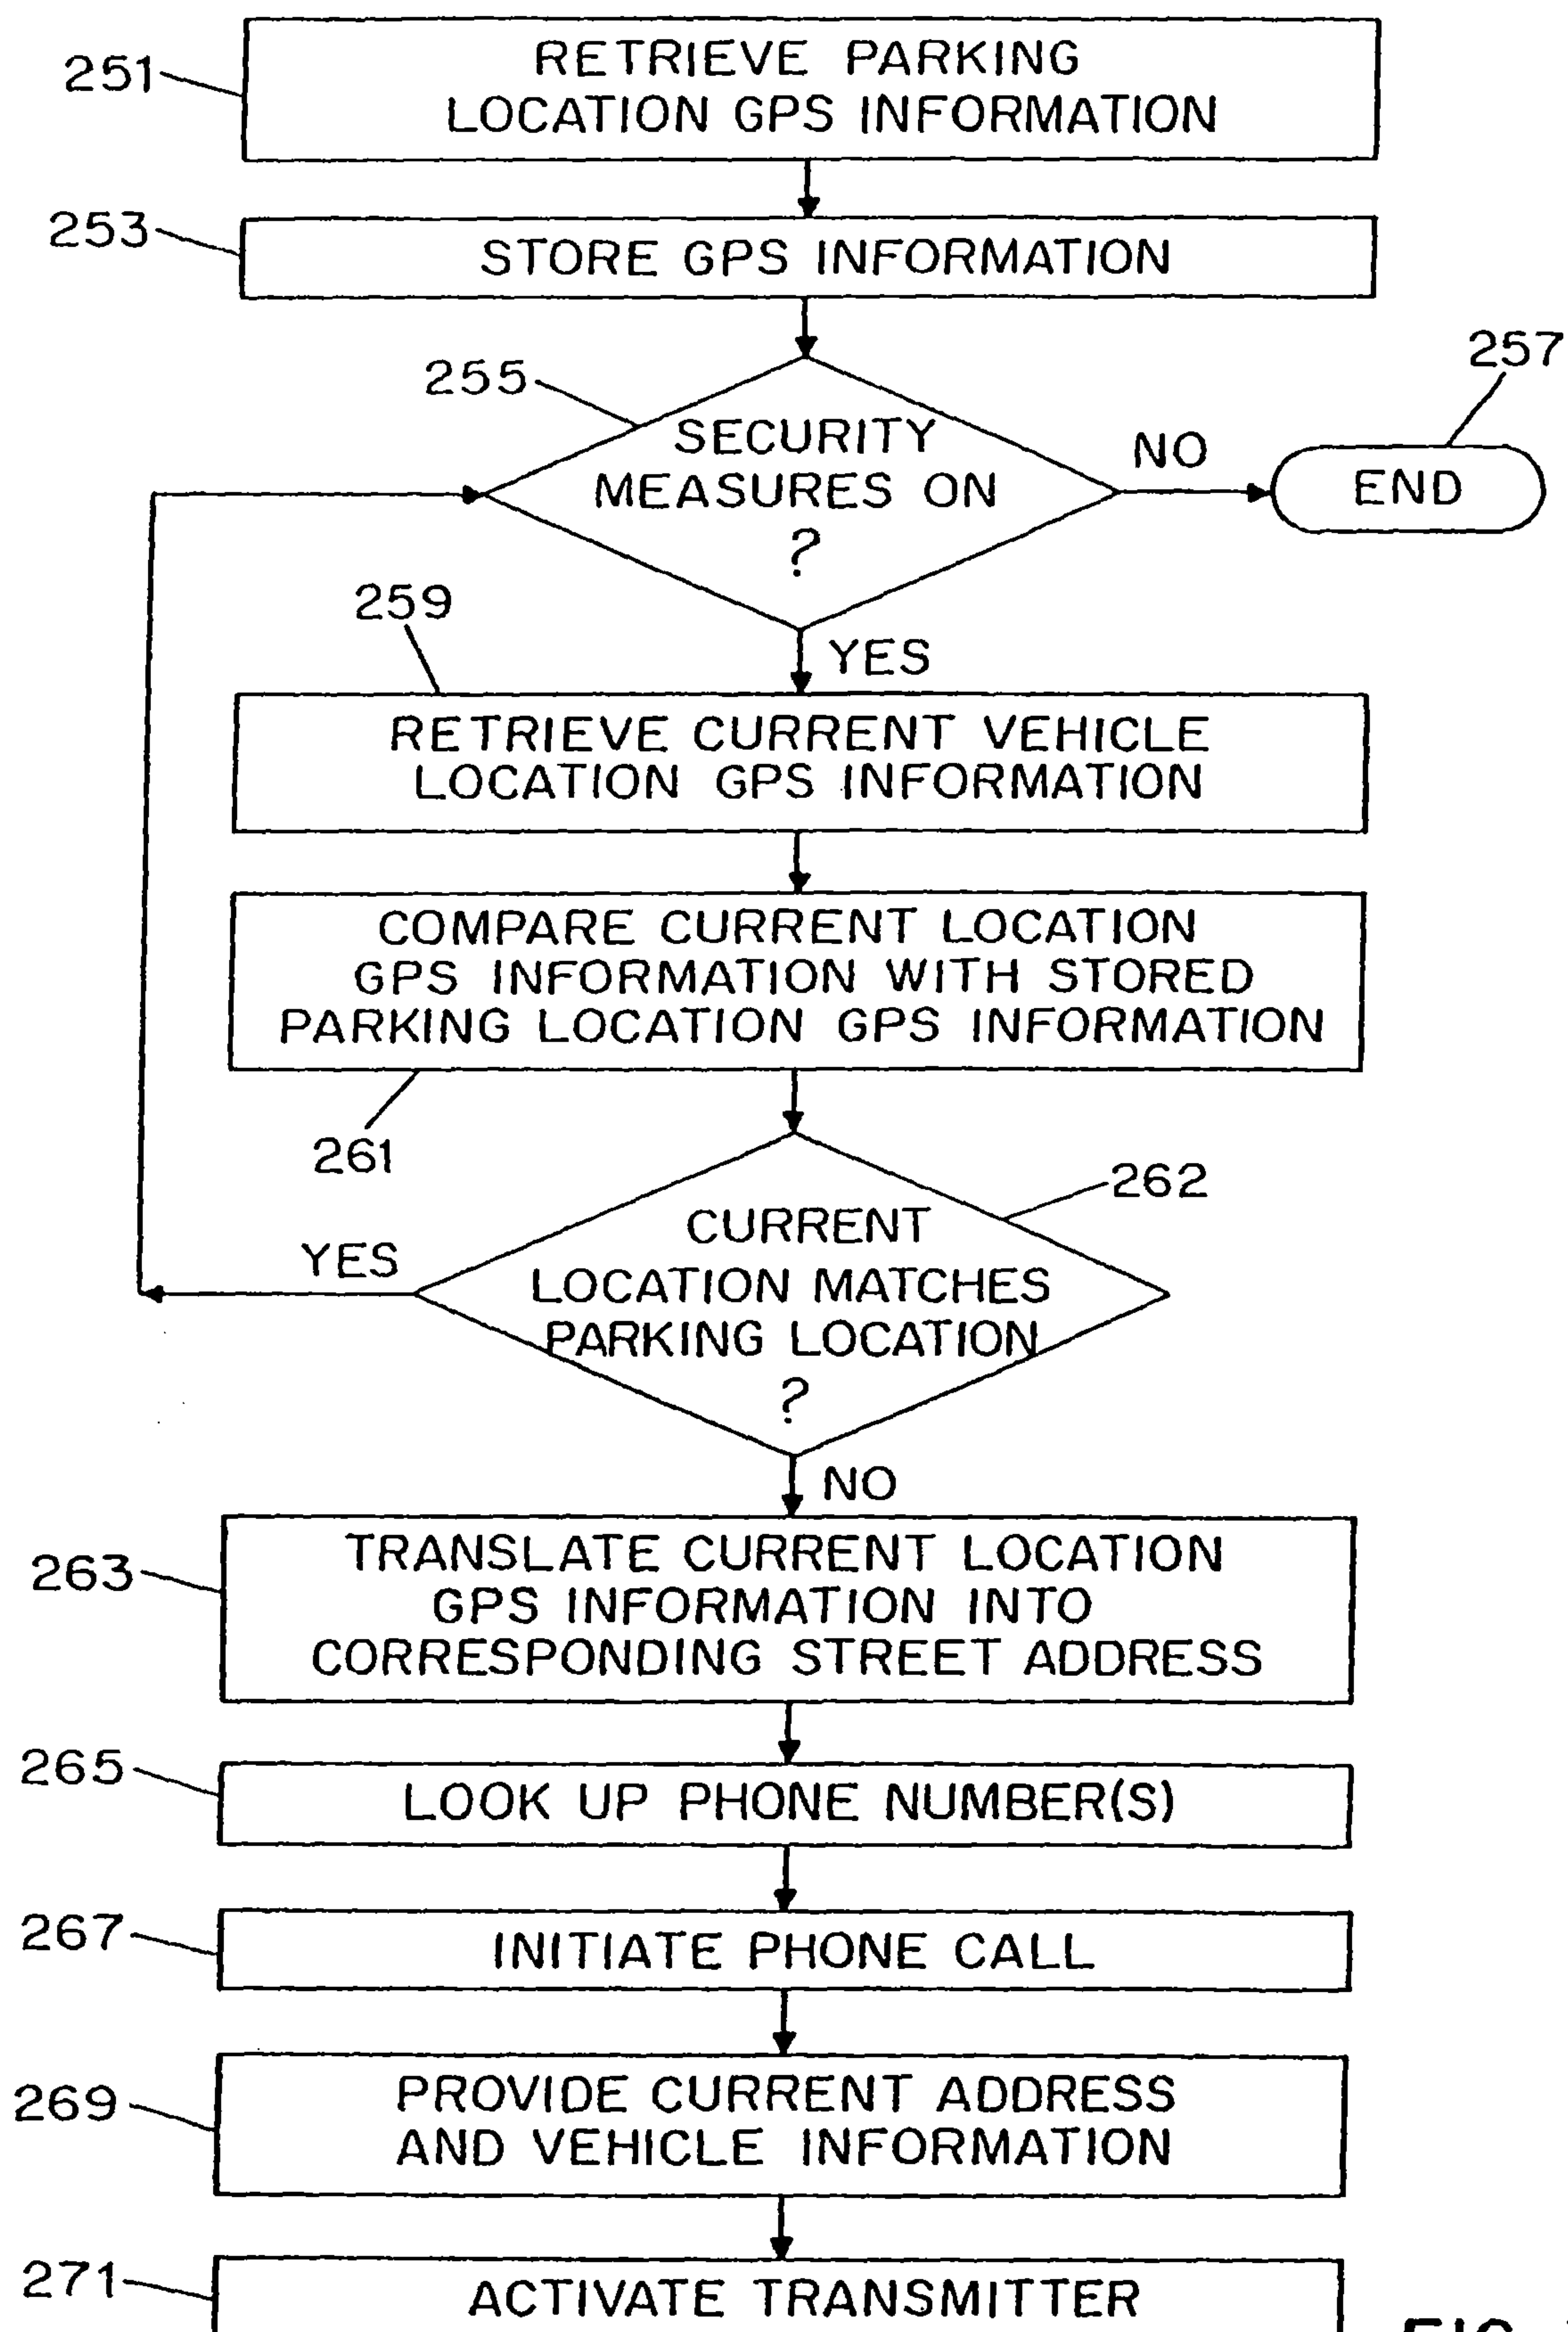 251
RETRIEVE PARKING
LOCATION GPS INFORMATION
253
STORE GPS INFORMATION
255
SECURITY
MEASURES ON
?
NO
257
END
YES
259
RETRIEVE CURRENT VEHICLE
LOCATION GPS INFORMATION
COMPARE CURRENT LOCATION
GPS INFORMATION WITH STORED
PARKING LOCATION GPS INFORMATION
261
262
CURRENT
LOCATION MATCHES
PARKING LOCATION
?
YES
NO
263
TRANSLATE CURRENT LOCATION
GPS INFORMATION INTO
CORRESPONDING STREET ADDRESS
265
LOOK UP PHONE NUMBER(S)
267
INITIATE PHONE CALL
269
PROVIDE CURRENT ADDRESS
AND VEHICLE INFORMATION
271
ACTIVATE TRANSMITTER